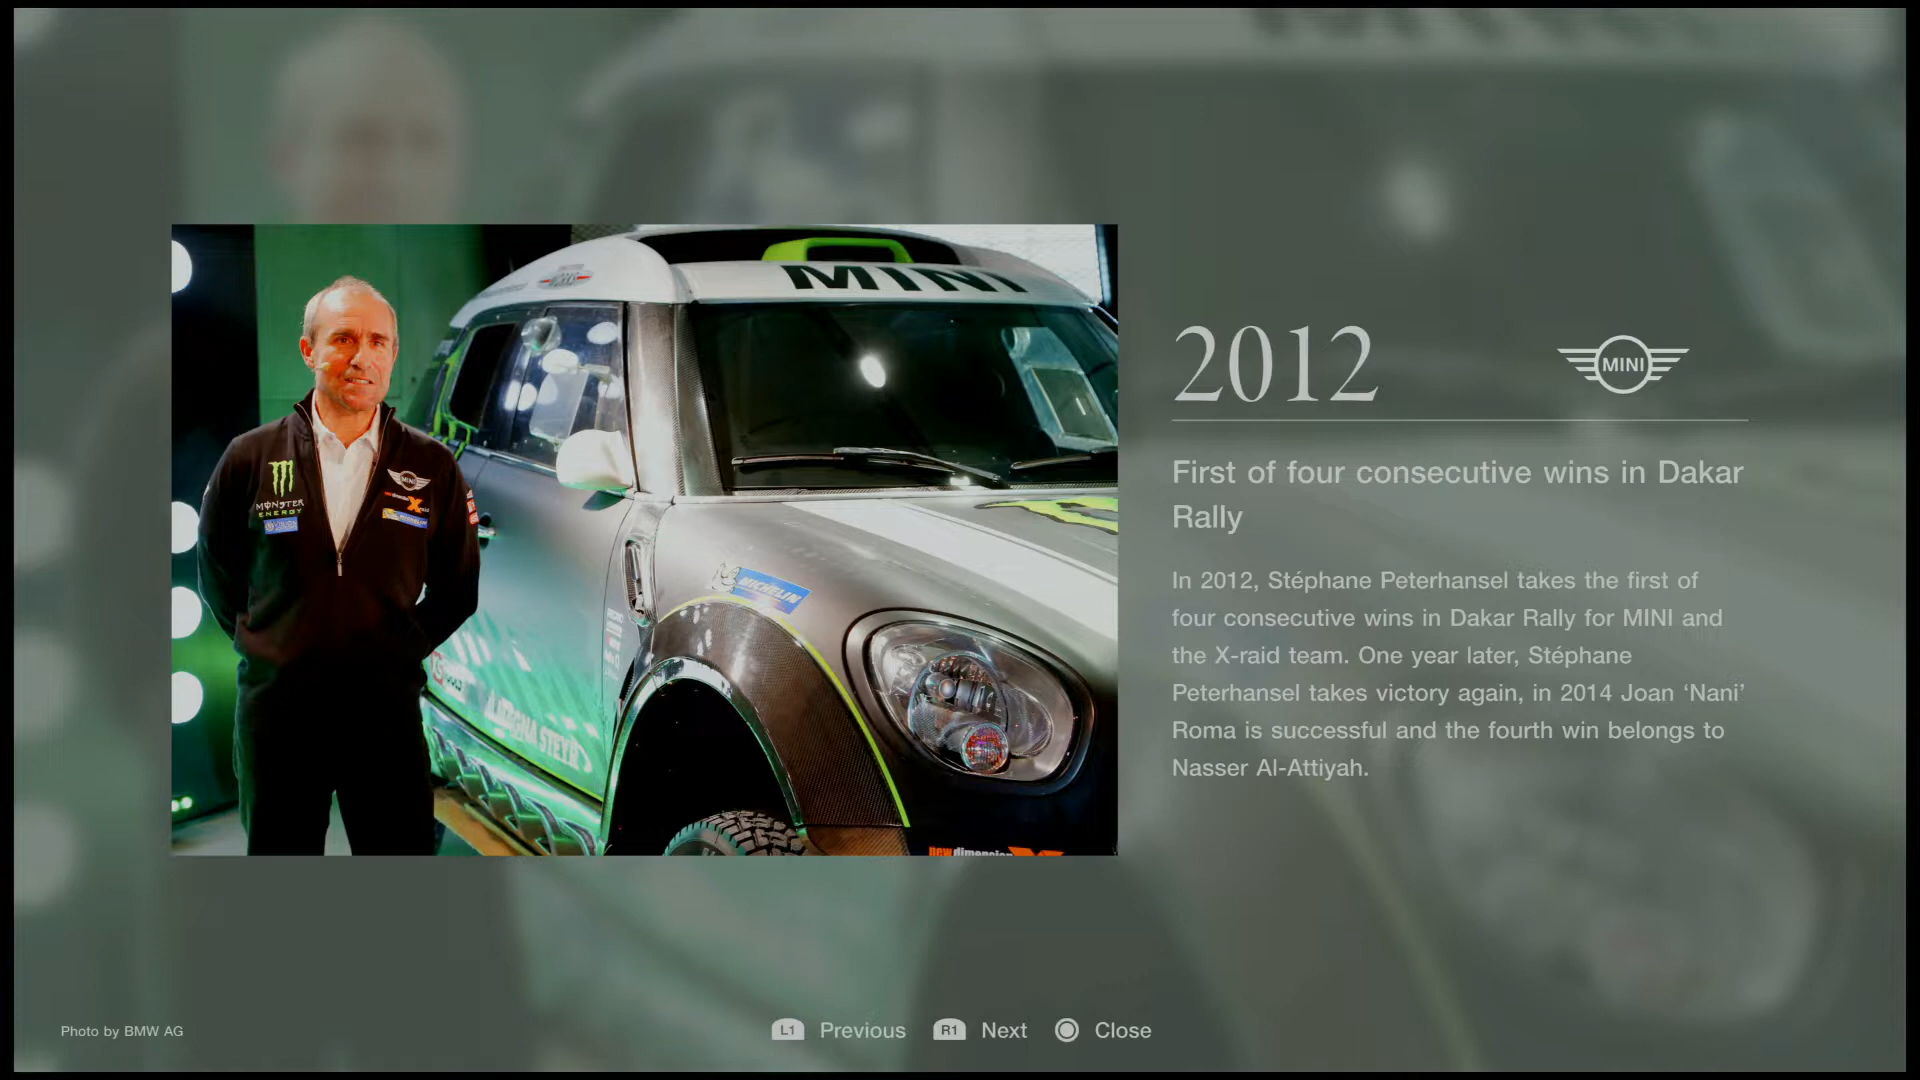 MINI
2012
MINI
First of four consecutive wins in Dakar
Rally
In 2012, Stéphane Peterhansel takes the first of
four consecutive wins in Dakar Rally for MINI and
the X-raid team. One year later, Stéphane
Peterhansel takes victory again, in 2014 Joan ‘Nani’
Roma is successful and the fourth win belongs to
Nasser Al-Attiyah.
MINI
MONSTER
ENERGY
MICHELIN
newdimension
Photo by BMW AG
L1 Previous R1 Next Close